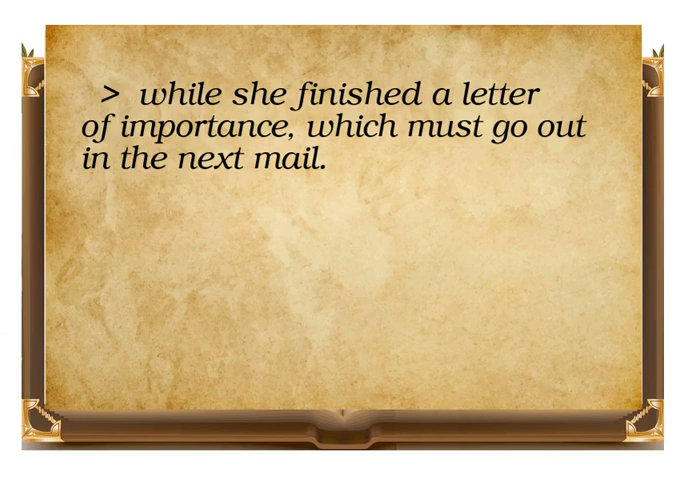 > while she finished a letter
of importance, which must go out
in the next mail.